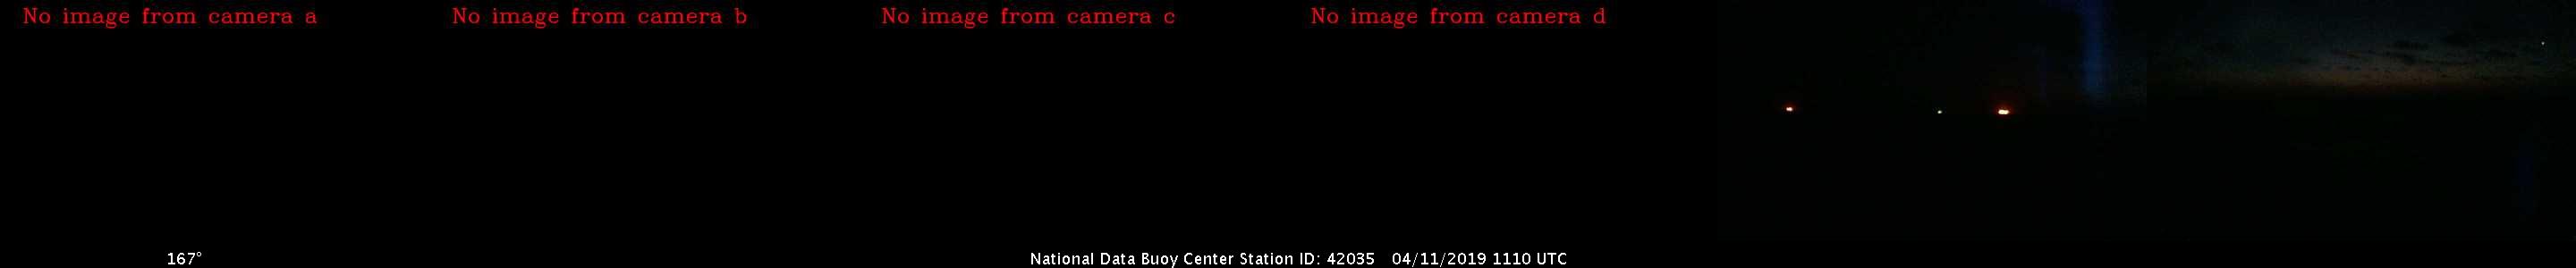 No image from camera a
No image from camera b
No image from camera c
No image from camera d
167°
National Data Buoy Center Station ID: 42035 04/11/2019 1110 UTC